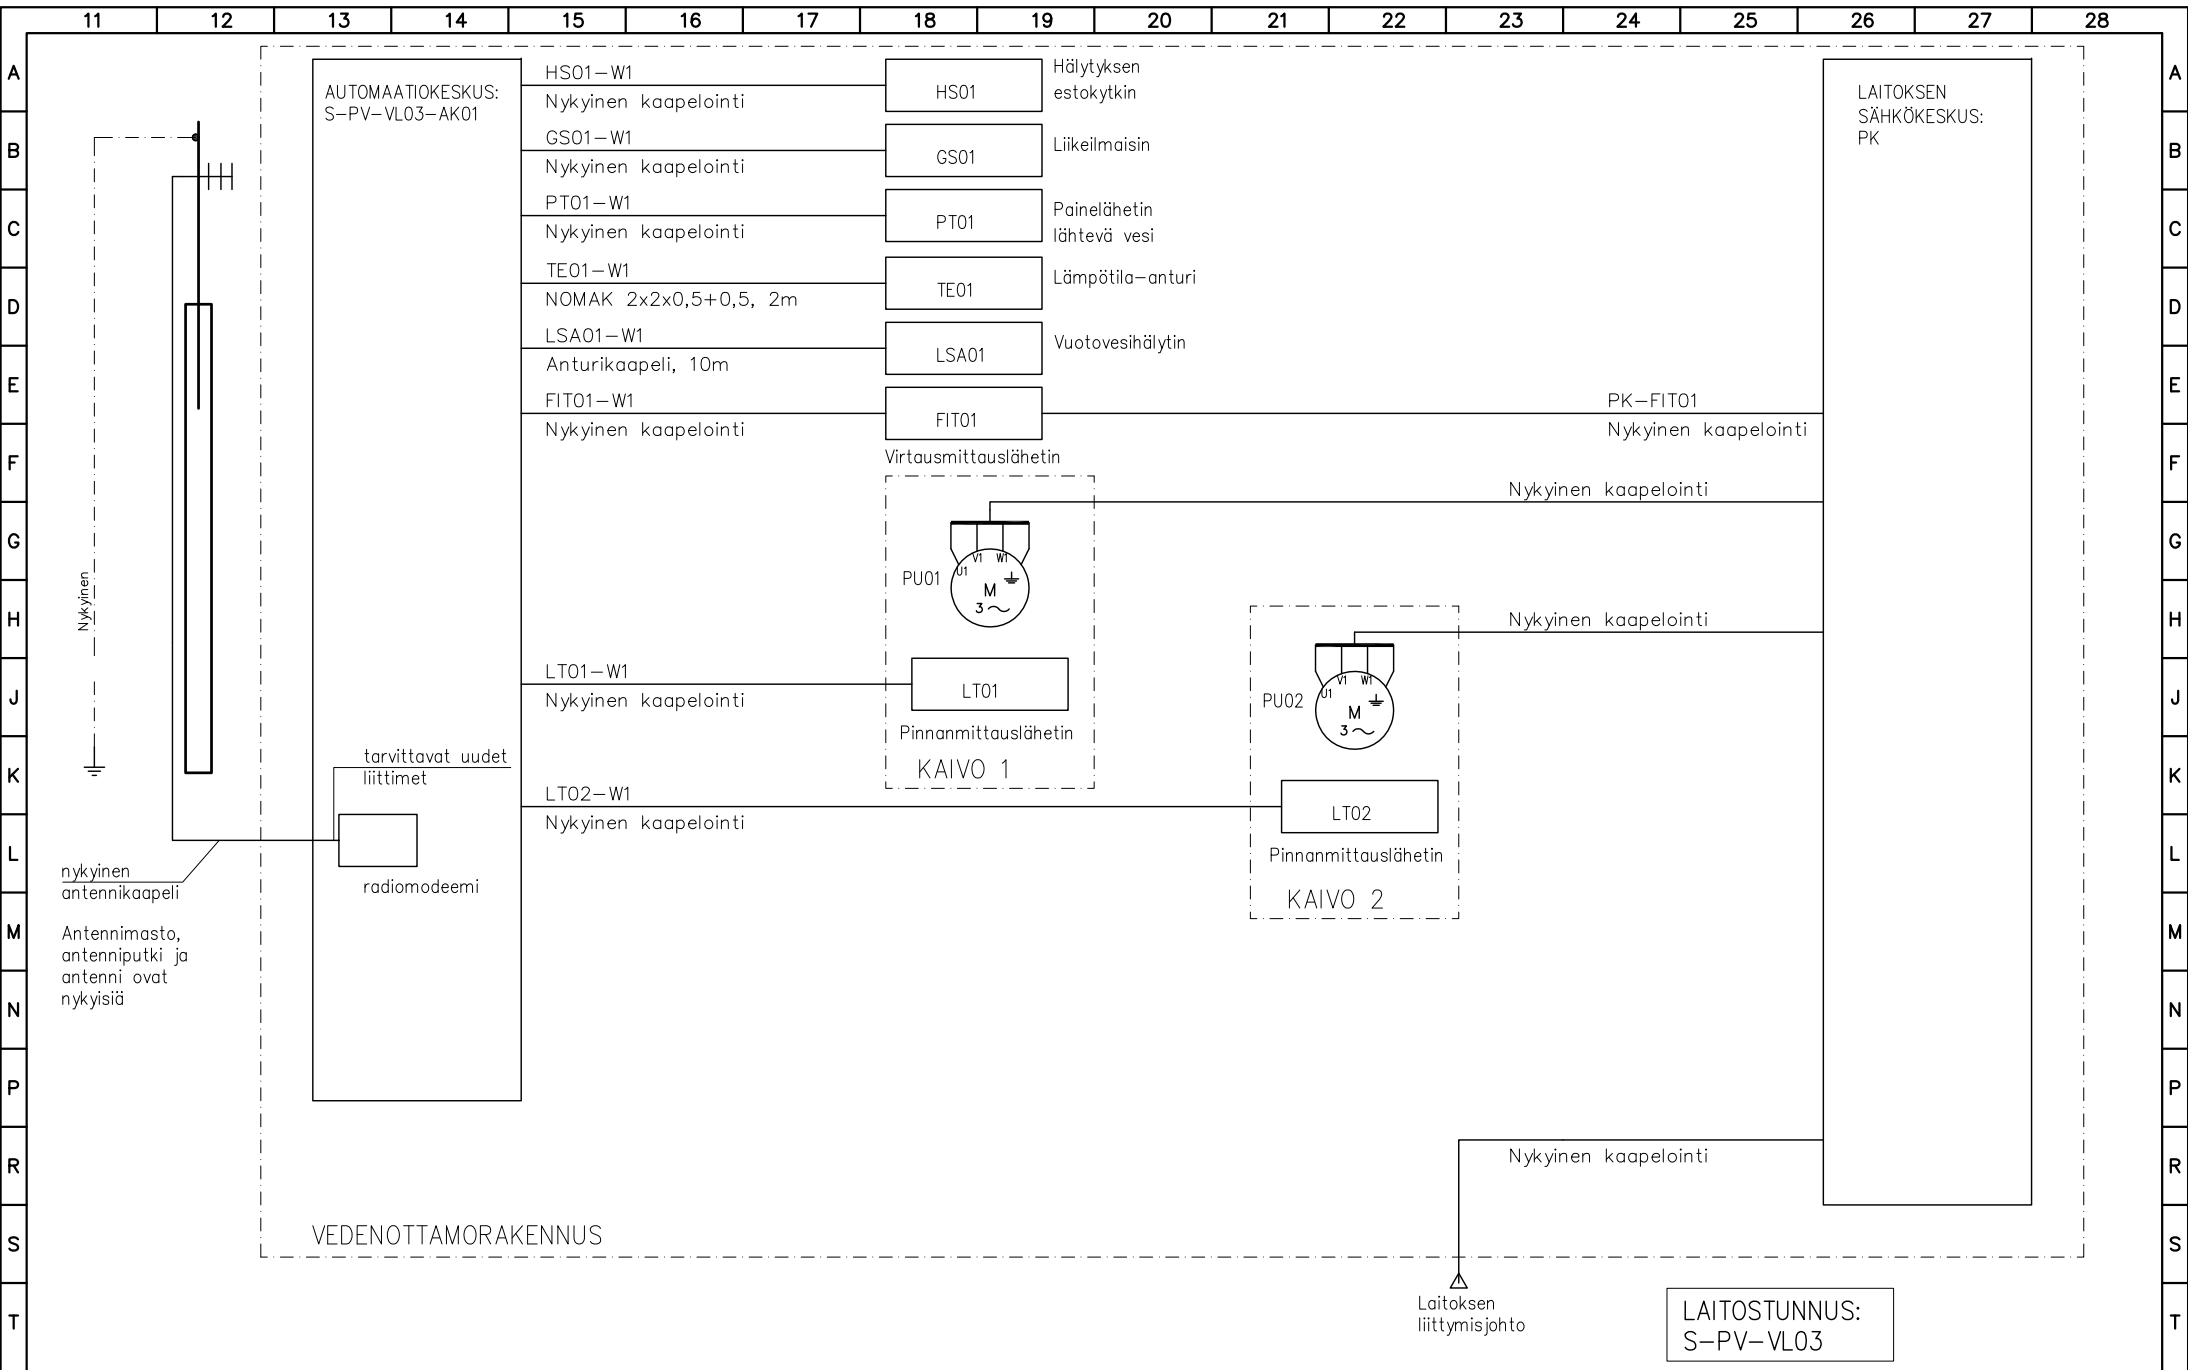 11 12 13 14 15 16 17 18 19 20 21 22 23 24 25 26 27 28
A
B
C
D
E
F
G
H
J
K
L
M
N
P
R
S
T
AUTOMAATIOKESKUS:
S-PV-VL03-AK01
HS01-W1
Nykyinen kaapelointi
HS01
Hälytyksen
estokytkin
GS01-W1
Nykyinen kaapelointi
GS01
Liikeilmaisin
PT01-W1
Nykyinen kaapelointi
PT01
Painelähetin
lähtevä vesi
TE01-W1
NOMAK 2x2x0,5+0,5, 2m
TE01
Lämpötila-anturi
LSA01-W1
Anturikaapeli, 10m
LSA01
Vuotovesihälytin
FIT01-W1
Nykyinen kaapelointi
FIT01
Virtausmittauslähetin
PK-FIT01
Nykyinen kaapelointi
LAITOKSEN
SÄHKÖKESKUS:
PK
Nykyinen kaapelointi
PU01
U1 V1 W1
M
3
LT01-W1
Nykyinen kaapelointi
LT01
Pinnanmittauslähetin
KAIVO 1
Nykyinen kaapelointi
PU02
U1 V1 W1
M
3
LT02-W1
Nykyinen kaapelointi
LT02
Pinnanmittauslähetin
KAIVO 2
Nykyinen
tarvittavat uudet
liittimet
radiomodeemi
nykyinen
antennikaapeli
Antennimasto,
antenniputki ja
antenni ovat
nykyisiä
Nykyinen kaapelointi
VEDENOTTAMORAKENNUS
Laitoksen
liittymisjohto
LAITOSTUNNUS:
S-PV-VL03
A
B
C
D
E
F
G
H
J
K
L
M
N
P
R
S
T